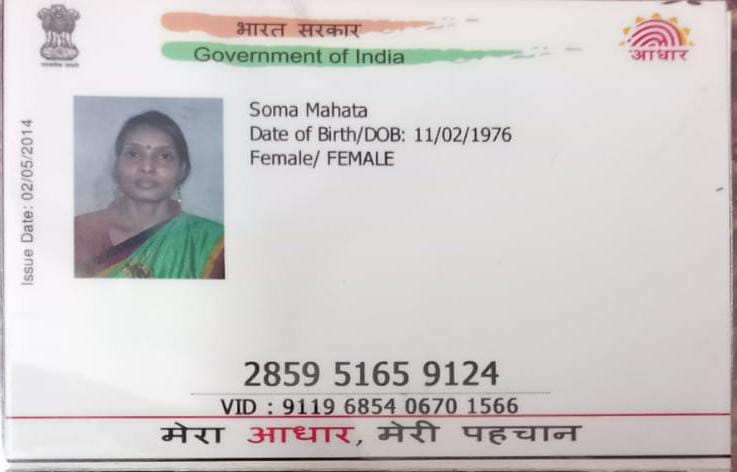 भारत सरकार
Government of India
आधार
Issue Date: 02/05/2014
Soma Mahata
Date of Birth/DOB: 11/02/1976
Female/ FEMALE
2859 5165 9124
VID : 9119 6854 0670 1566
मेरा आधार, मेरी पहचान